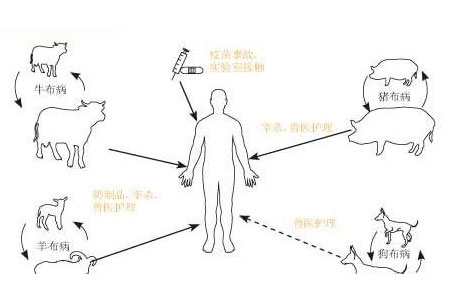 疫苗事故、
实验室接触
牛布病
猪布病
宰杀、兽医护理
奶制品、宰杀、
兽医护理
羊布病
兽医护理
狗布病